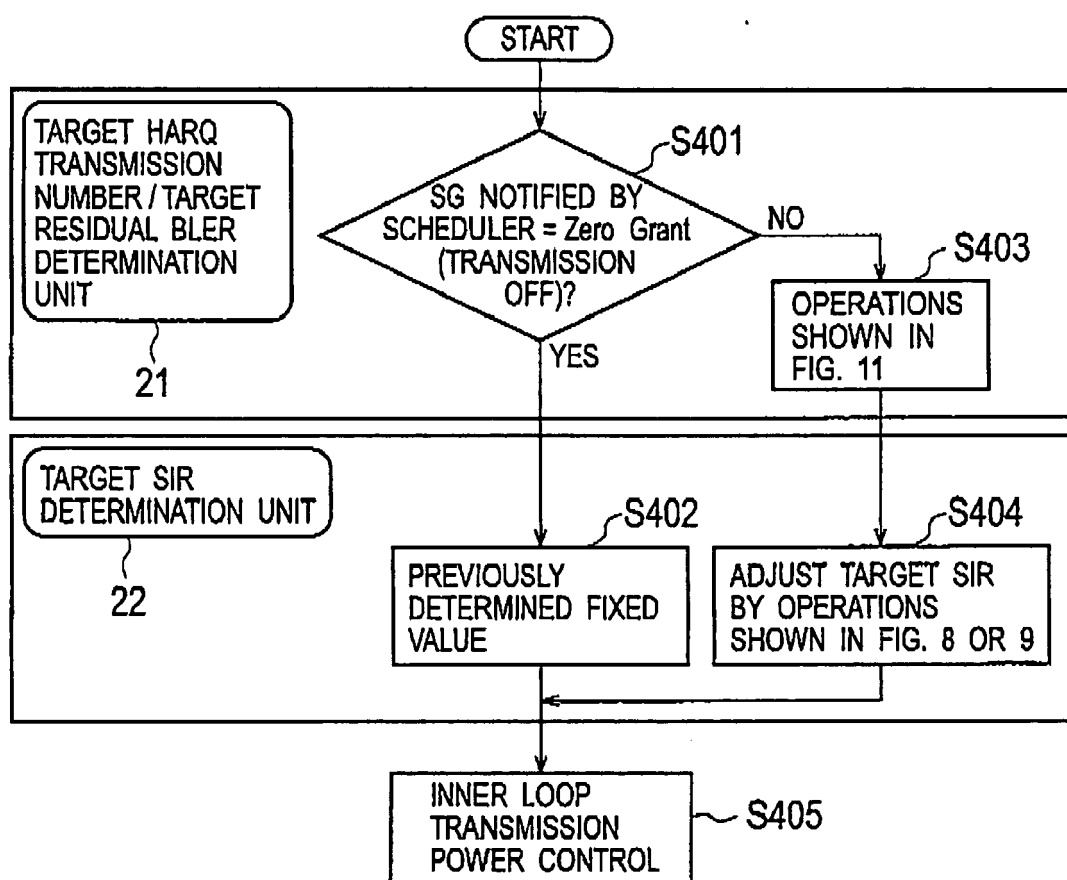 START
TARGET HARQ
TRANSMISSION
NUMBER / TARGET
RESIDUAL BLER
DETERMINATION
UNIT
21
S401
SG NOTIFIED BY
SCHEDULER = Zero Grant
(TRANSMISSION
OFF)?
NO
YES
S403
OPERATIONS
SHOWN IN
FIG. 11
TARGET SIR
DETERMINATION UNIT
22
S402
PREVIOUSLY
DETERMINED FIXED
VALUE
S404
ADJUST TARGET SIR
BY OPERATIONS
SHOWN IN FIG. 8 OR 9
INNER LOOP
TRANSMISSION
POWER CONTROL
S405